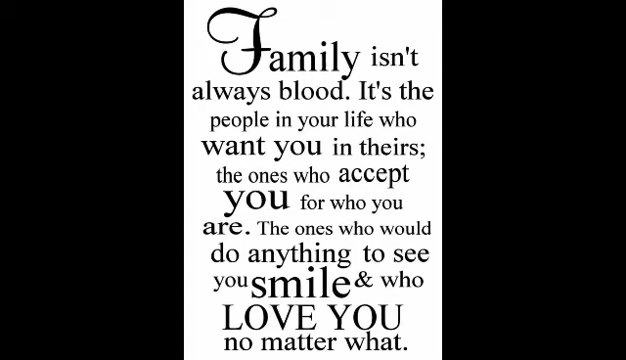 Family isn't
always blood. It's the
people in your life who
want you in theirs;
the ones who accept
you for who you
are. The ones who would
do anything to see
you smile & who
LOVE YOU
no matter what.